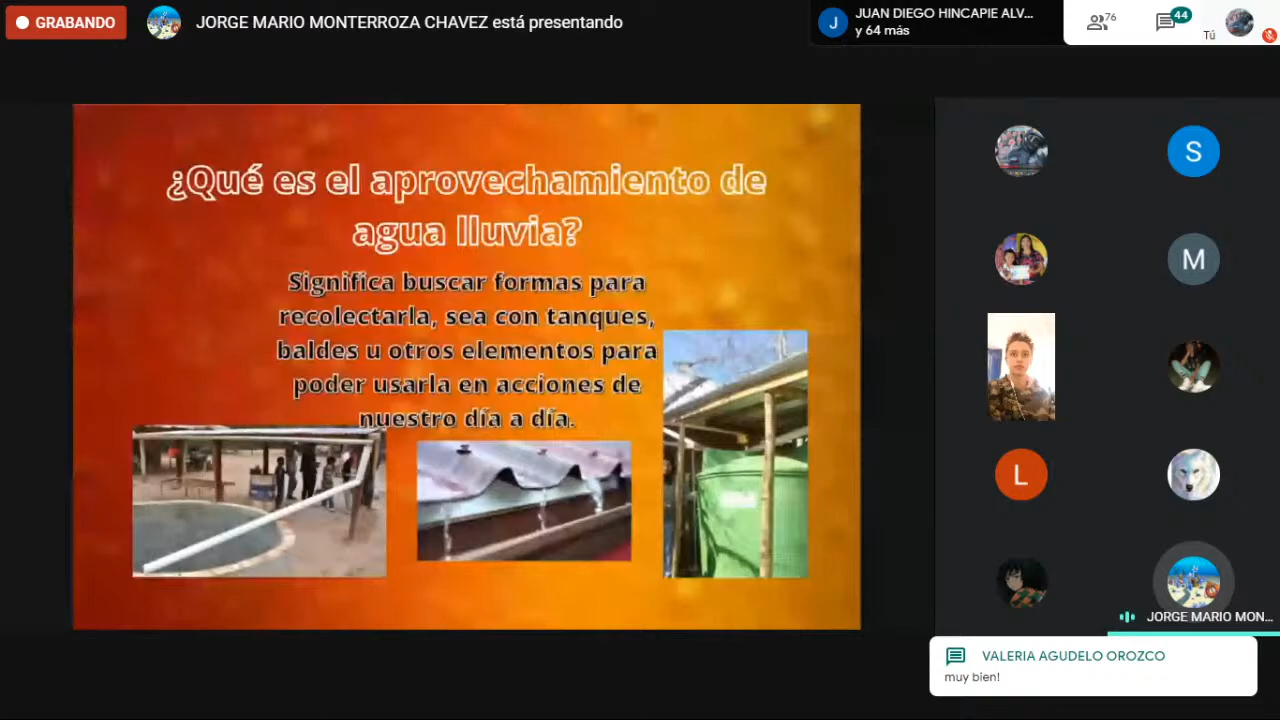 GRABANDO
JORGE MARIO MONTERROZA CHAVEZ está presentando
JUAN DIEGO HINCAPIE ALV...
y 64 más
76
44
Tú
¿Qué es el aprovechamiento de
agua lluvia?
Significa buscar formas para
recolectarla, sea con tanques,
baldes u otros elementos para
poder usarla en acciones de
nuestro día a día.
J
S
M
L
JORGE MARIO MON...
VALERIA AGUDELO OROZCO
muy bien!